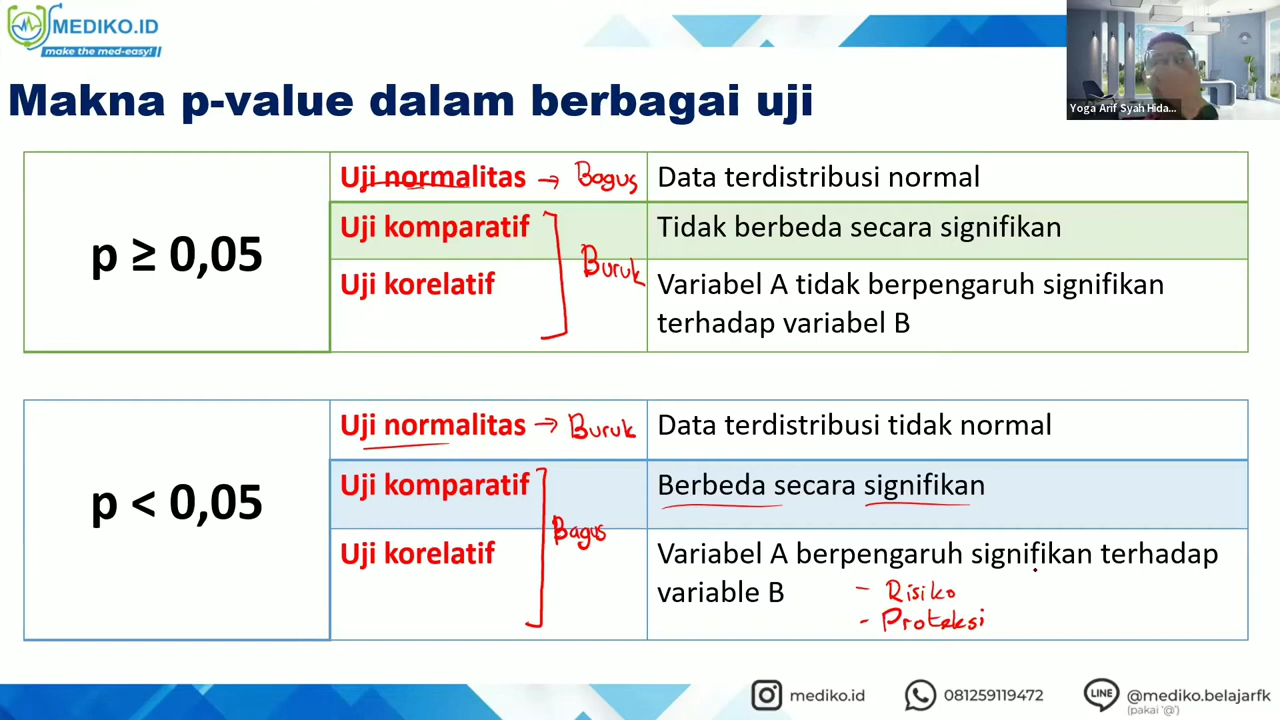 MEDIKO.ID
make the med-easy!
Yoga Arif Syah Hida...
Makna p-value dalam berbagai uji
p ≥ 0,05
Uji normalitas → Bagus
Data terdistribusi normal
Uji komparatif
Tidak berbeda secara signifikan
Buruk
Uji korelatif
Variabel A tidak berpengaruh signifikan
terhadap variabel B
p < 0,05
Uji normalitas → Buruk
Data terdistribusi tidak normal
Uji komparatif
Berbeda secara signifikan
Bagus
Uji korelatif
Variabel A berpengaruh signifikan terhadap
variable B
- Risiko
- Proteksi
mediko.id
081259119472
LINE
@mediko.belajarfk
(pakai '@')